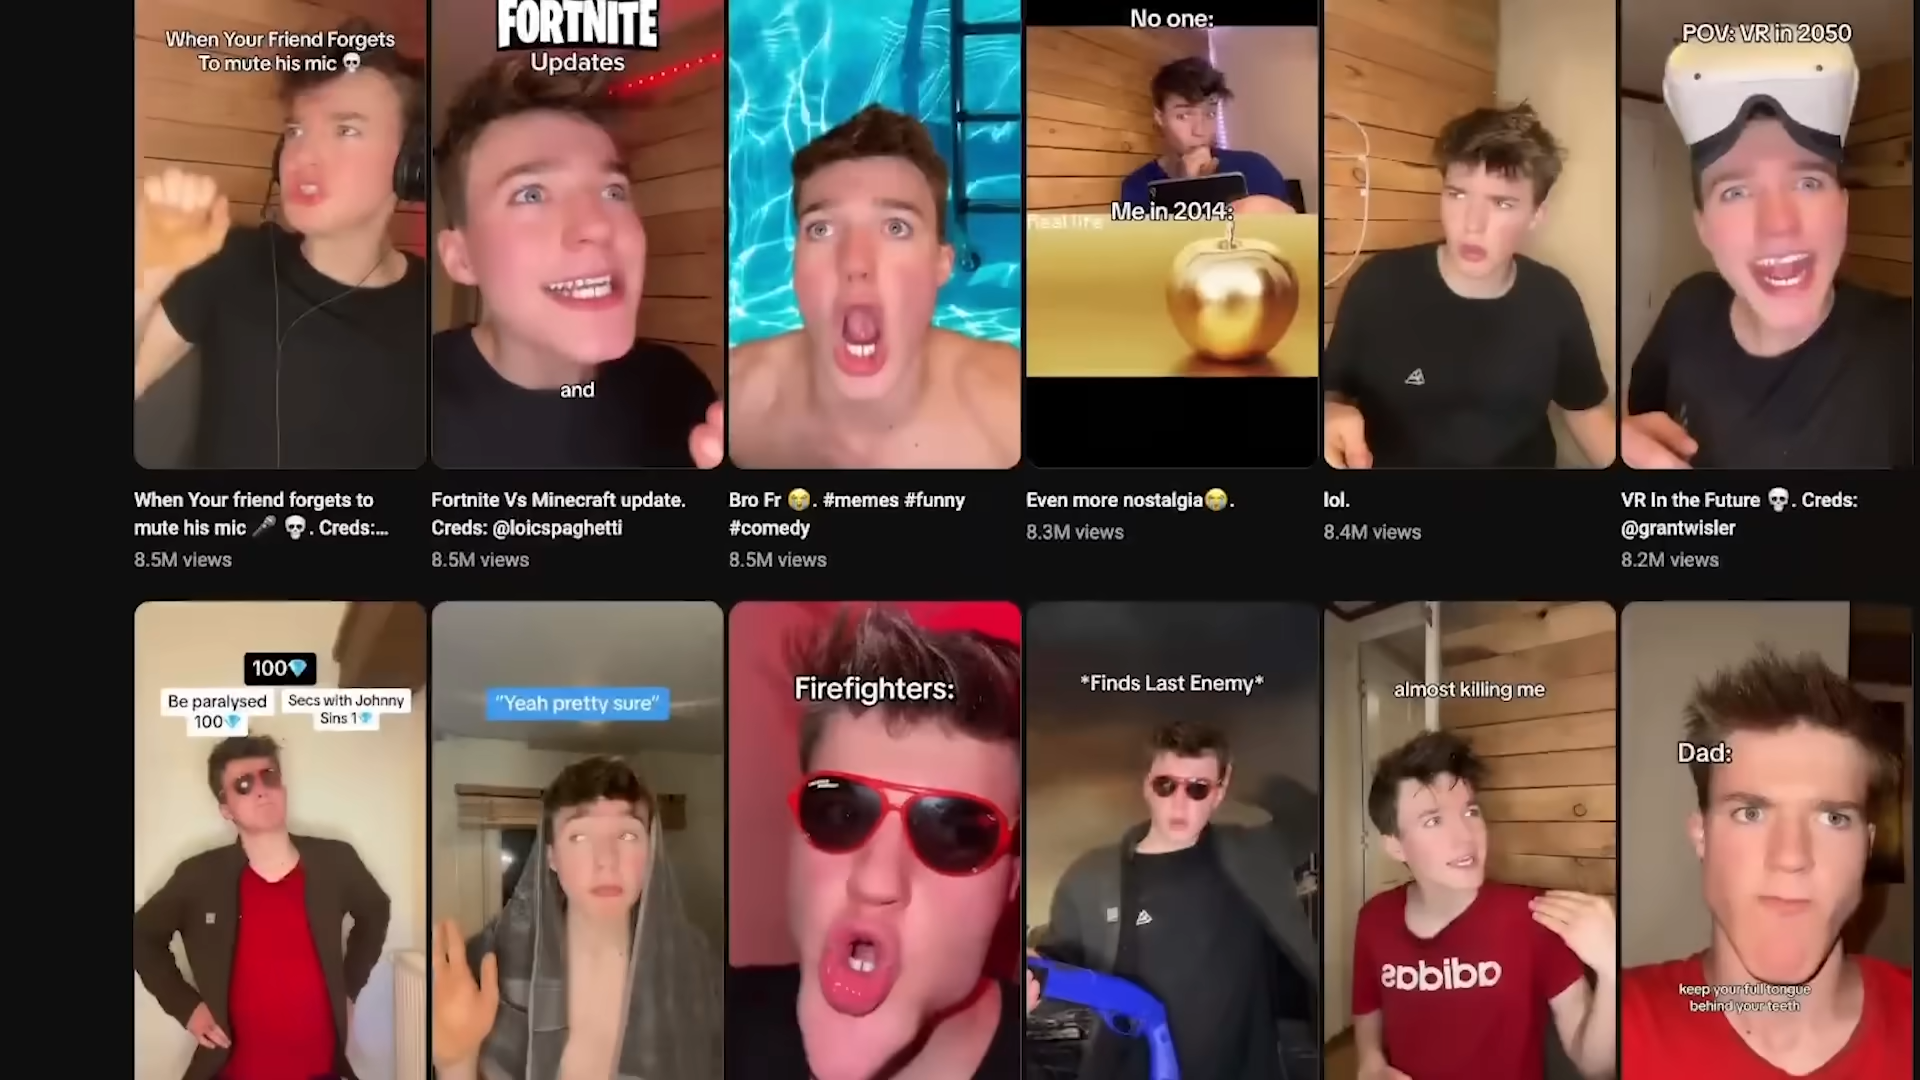 When Your Friend Forgets
To mute his mic 💀
FORTNITE
Updates
and
No one:
Me in 2014:
Real life
POV: VR in 2050
When Your friend forgets to
mute his mic 🎤 💀. Creds:...
8.5M views
Fortnite Vs Minecraft update.
Creds: @loicspaghetti
8.5M views
Bro Fr 😭. #memes #funny
#comedy
8.5M views
Even more nostalgia😭.
8.3M views
lol.
8.4M views
VR In the Future 💀. Creds:
@grantwisler
8.2M views
100💎
Be paralysed
100💎
Secs with Johnny
Sins 1💎
"Yeah pretty sure"
Firefighters:
*Finds Last Enemy*
almost killing me
adidas
Dad:
keep your full tongue
behind your teeth